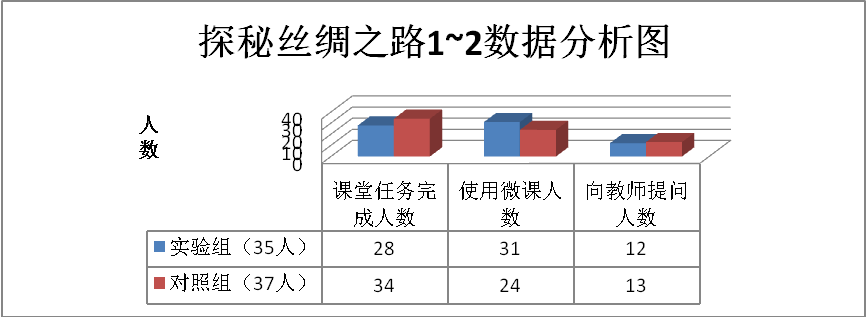 探秘丝绸之路1~2数据分析图
人
数
40
30
20
10
0
课堂任务完
成人数
使用微课人
数
向教师提问
人数
实验组（35人） 28 31 12
对照组（37人） 34 24 13